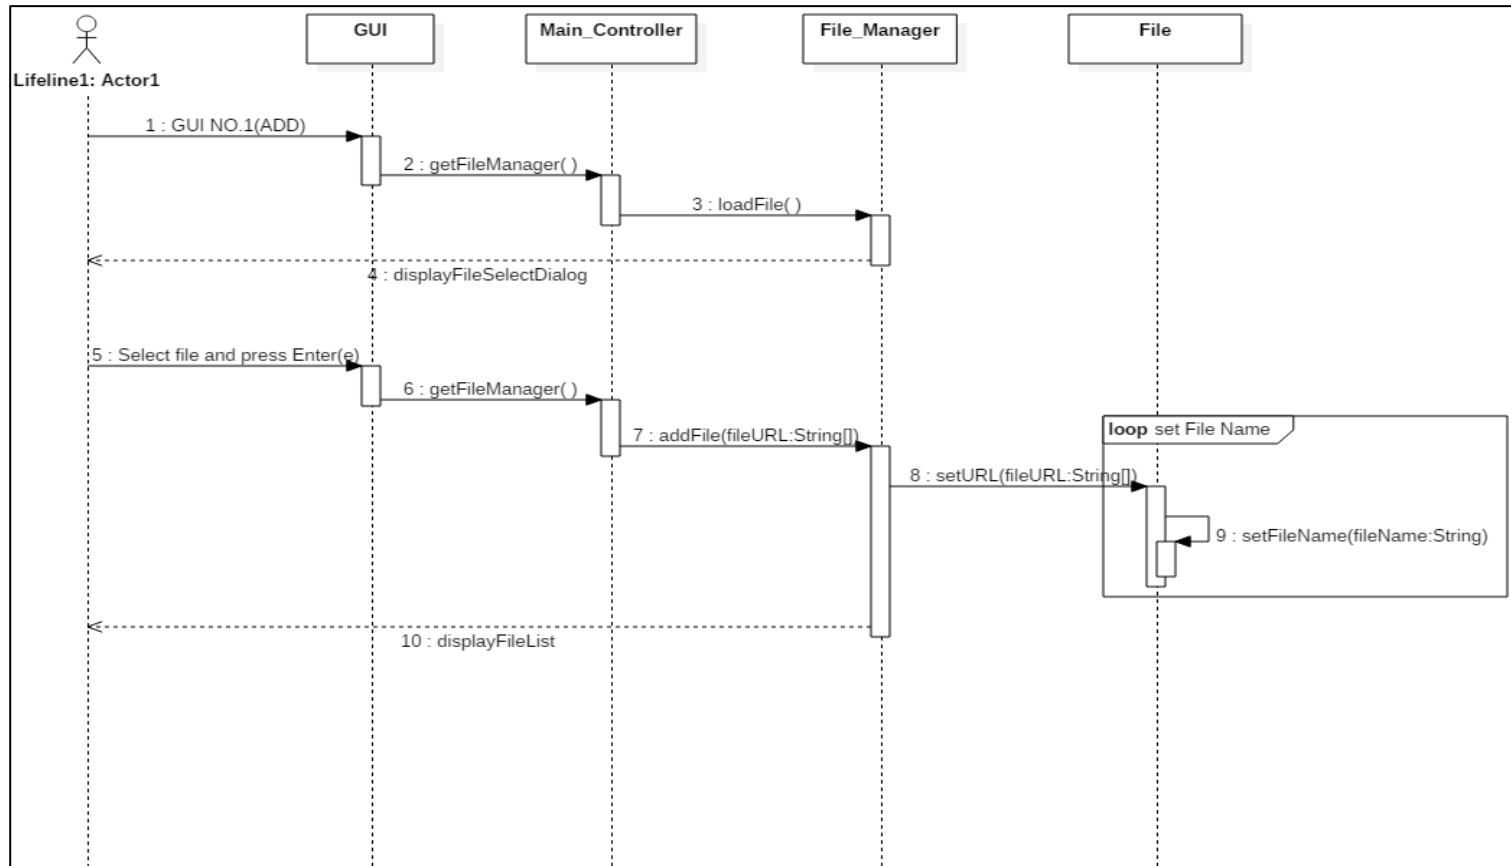 GUI
Main_Controller
File_Manager
File
Lifeline1: Actor1
1 : GUI NO.1(ADD)
2 : getFileManager( )
3 : loadFile( )
4 : displayFileSelectDialog
5 : Select file and press Enter(e)
6 : getFileManager( )
loop set File Name
7 : addFile(fileURL:String[])
8 : setURL(fileURL:String[])
9 : setFileName(fileName:String)
10 : displayFileList